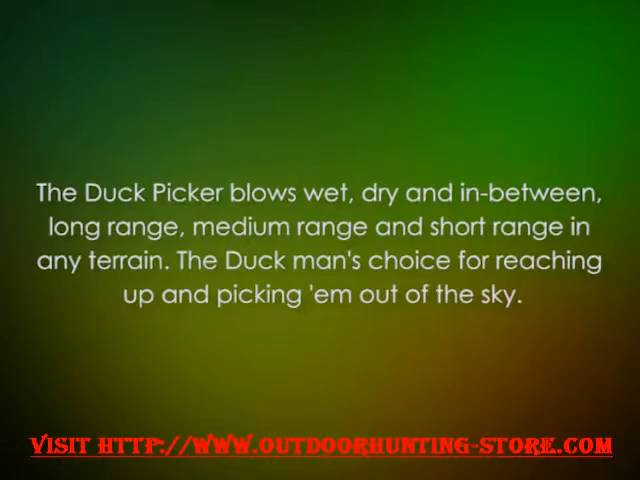 The Duck Picker blows wet, dry and in-between,
long range, medium range and short range in
any terrain. The Duck man's choice for reaching
up and picking 'em out of the sky.
VISIT HTTP://WWW.OUTDOORHUNTING-STORE.COM